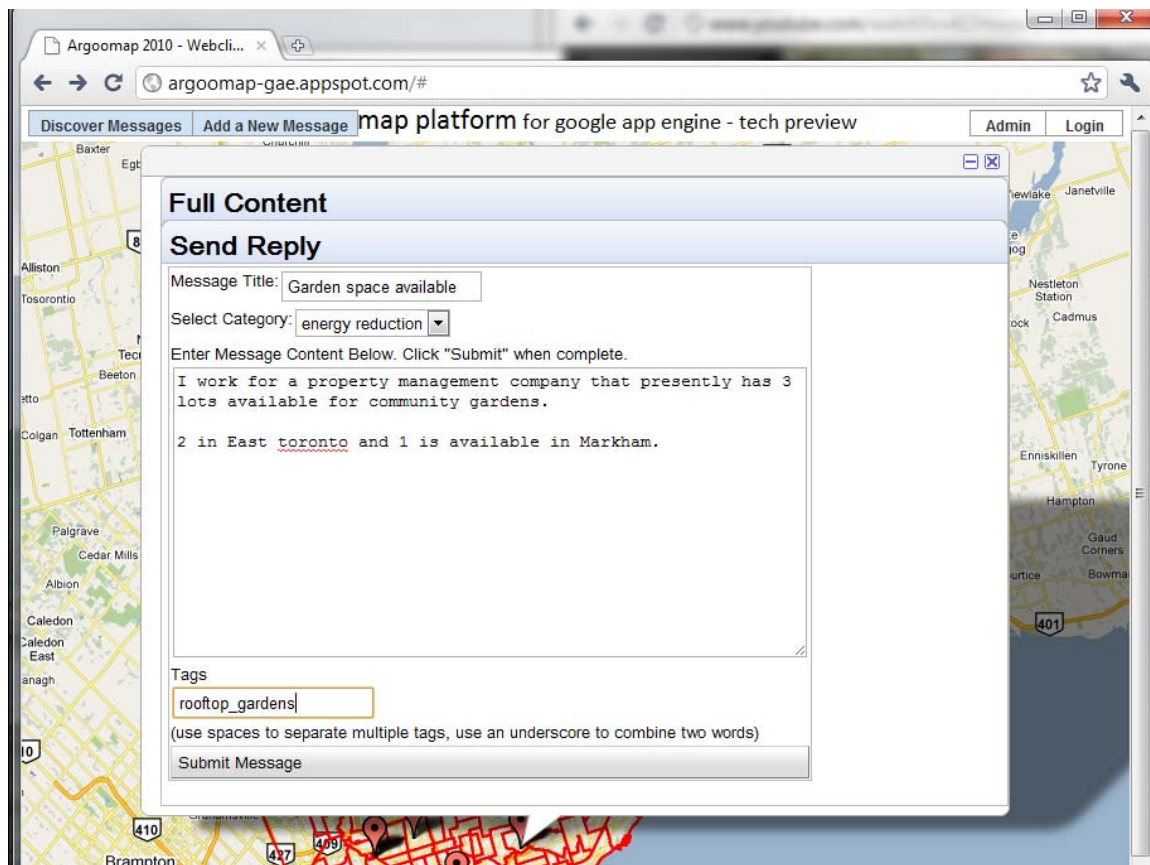 Argoomap 2010 - Webcli...
argoomap-gae.appspot.com/#
Discover Messages Add a New Message map platform for google app engine - tech preview Admin Login
Baxter
Janetville
Full Content
Send Reply
Alliston
Tosorontio
Message Title: Garden space available
Nestleton
Station
Select Category: energy reduction
Cadmus
Enter Message Content Below. Click "Submit" when complete.
Beeton
I work for a property management company that presently has 3
lots available for community gardens.
Colgan Tottenham
2 in East toronto and 1 is available in Markham.
Enniskillen
Tyrone
Hampton
Palgrave
Gaud
Corners
Cedar Mills
Albion
Caledon
401
Caledon
East
Tags
rooftop_gardens
(use spaces to separate multiple tags, use an underscore to combine two words)
Submit Message
410
427
409
Brampton